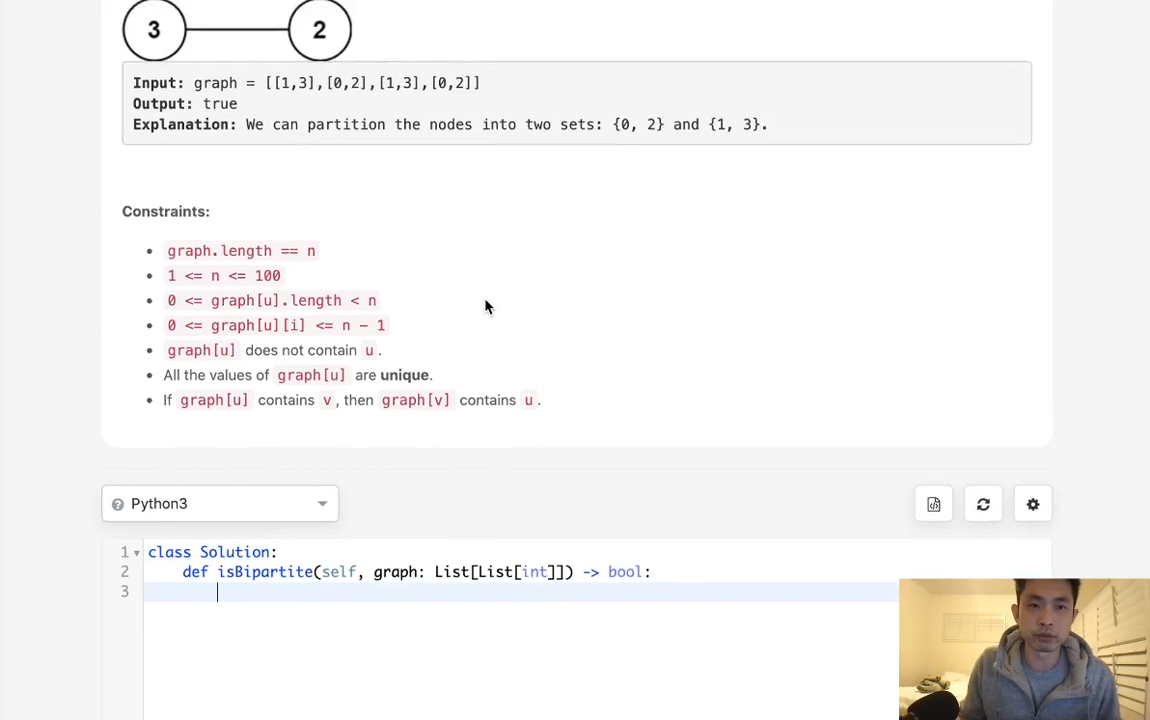 3 2
Input: graph = [[1,3],[0,2],[1,3],[0,2]]
Output: true
Explanation: We can partition the nodes into two sets: {0, 2} and {1, 3}.
Constraints:
• graph.length == n
• 1 <= n <= 100
• 0 <= graph[u].length < n
• 0 <= graph[u][i] <= n - 1
• graph[u] does not contain u.
• All the values of graph[u] are unique.
• If graph[u] contains v, then graph[v] contains u.
? Python3
1 class Solution:
2 def isBipartite(self, graph: List[List[int]]) -> bool:
3